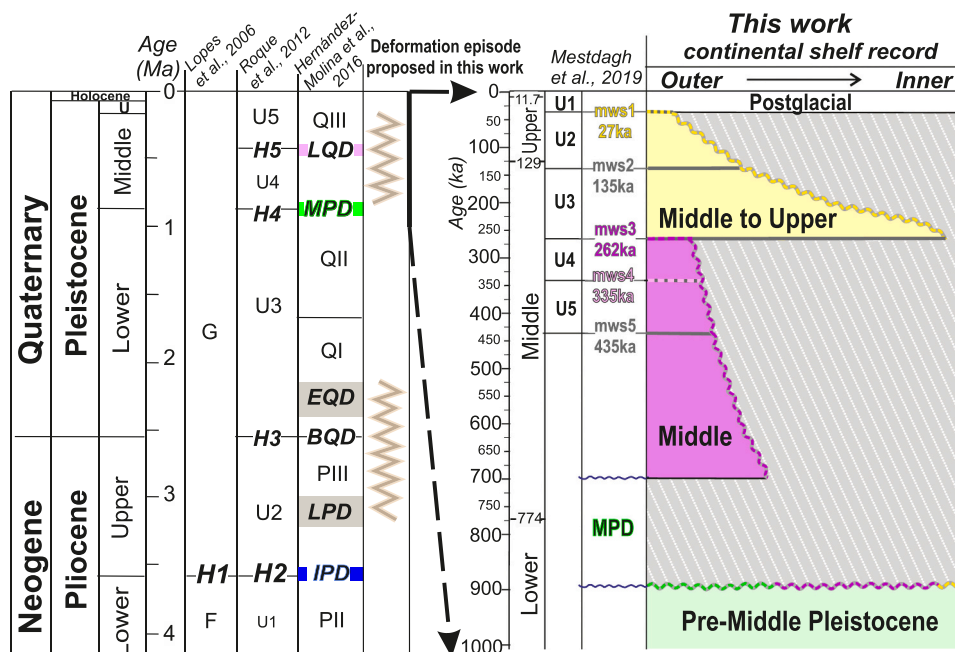 This work
continental shelf record
Outer
Inner
Age
(Ma)
Lopes
et al., 2006
Roque
et al., 2012
Hernández-
Molina et al.,
2016
Deformation episode
proposed in this work
Mestdagh
et al., 2019
Quaternary
Neogene
Pleistocene
Pliocene
Holocene
U
Middle
Lower
Upper
Lower
0
1
2
3
4
G
H1
F
U5
H5
U4
H4
U3
H3
U2
H2
U1
QIII
LQD
MPD
QII
QI
EQD
BQD
PIII
LPD
IPD
PII
Age (ka)
0
50
100
150
200
250
300
350
400
450
500
550
600
650
700
750
800
900
1000
11.7
Upper
129
Middle
774
Lower
U1
U2
U3
U4
U5
mws1
27ka
mws2
135ka
mws3
262ka
mws4
335ka
mws5
435ka
MPD
Postglacial
Middle to Upper
Middle
Pre-Middle Pleistocene